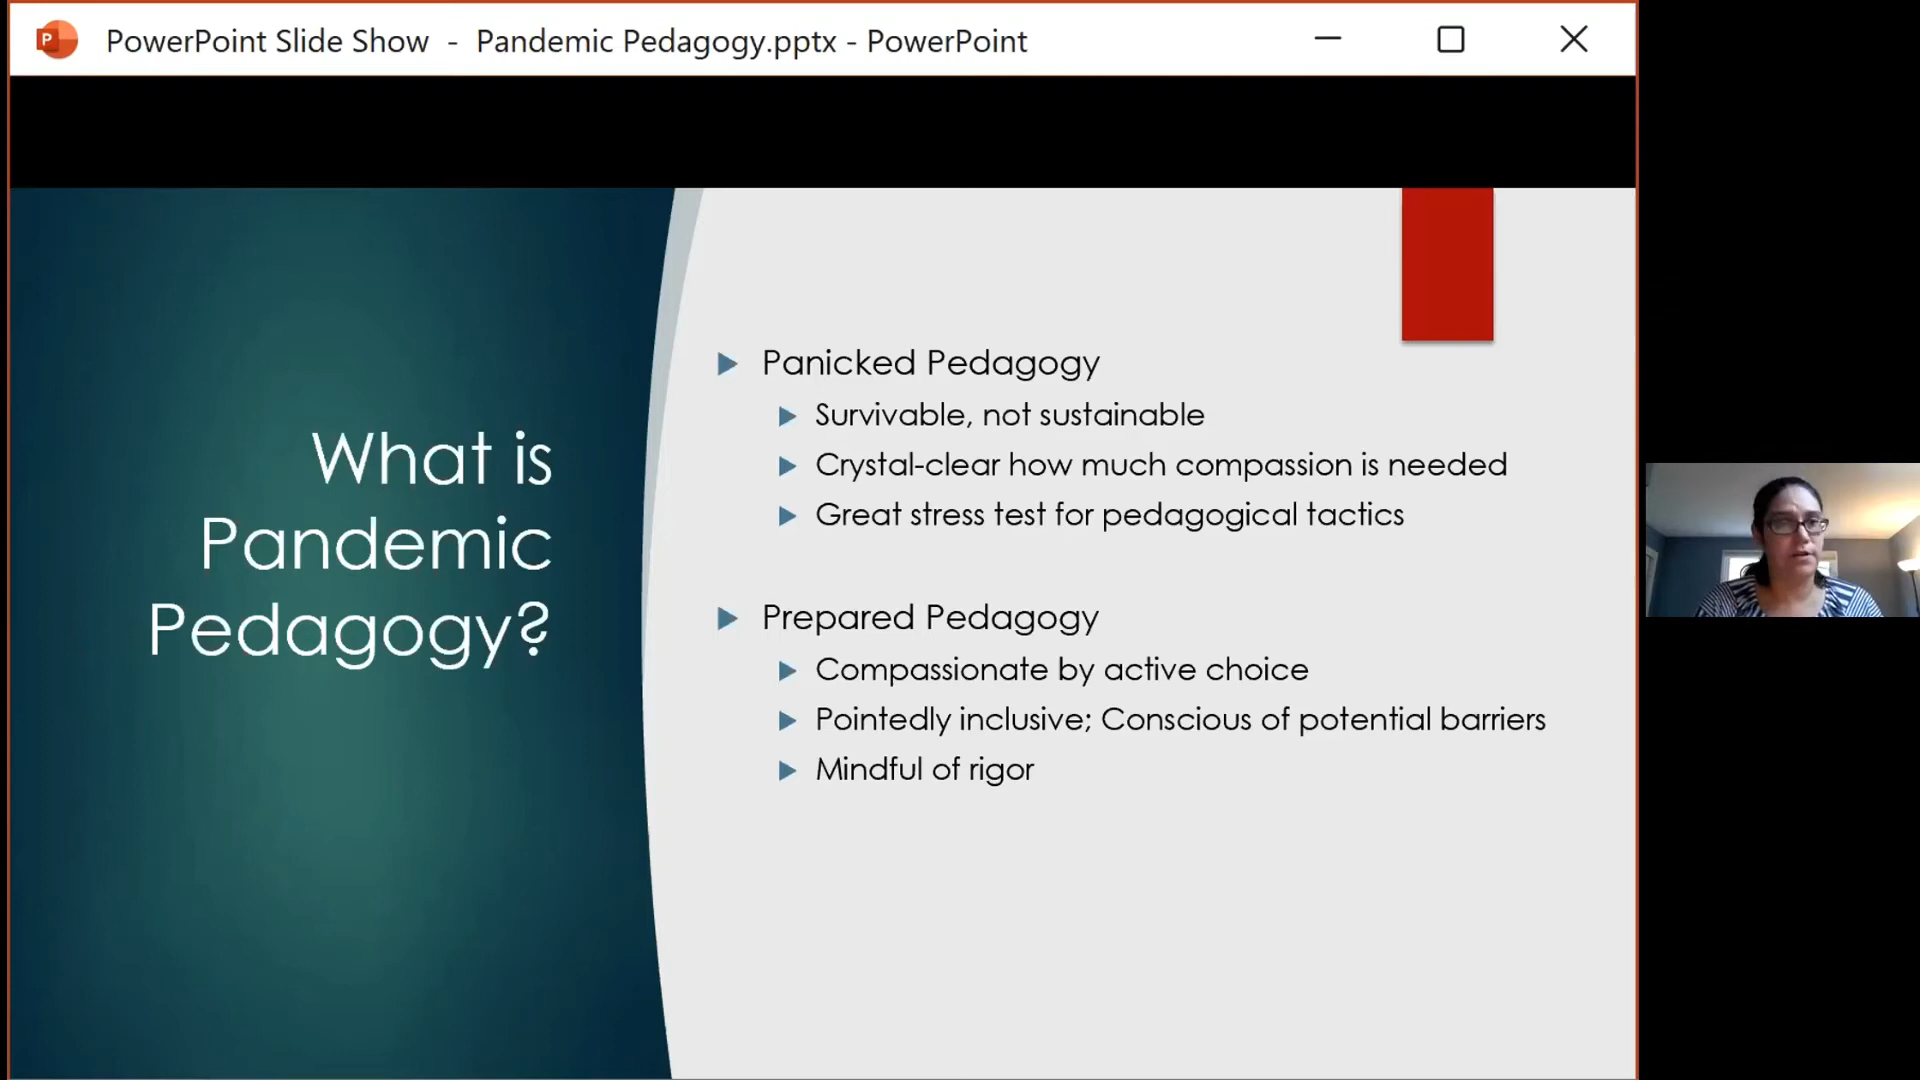 P PowerPoint Slide Show - Pandemic Pedagogy.pptx - PowerPoint
What is
Pandemic
Pedagogy?
Panicked Pedagogy
Survivable, not sustainable
Crystal-clear how much compassion is needed
Great stress test for pedagogical tactics
Prepared Pedagogy
Compassionate by active choice
Pointedly inclusive; Conscious of potential barriers
Mindful of rigor